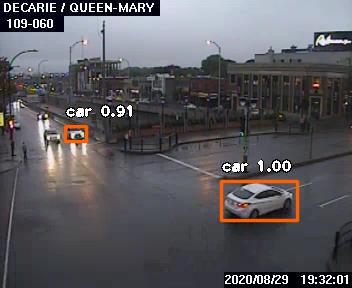 DECARIE / QUEEN-MARY
109-060
car 0.91
car 1.00
2020/08/29 19:32:01